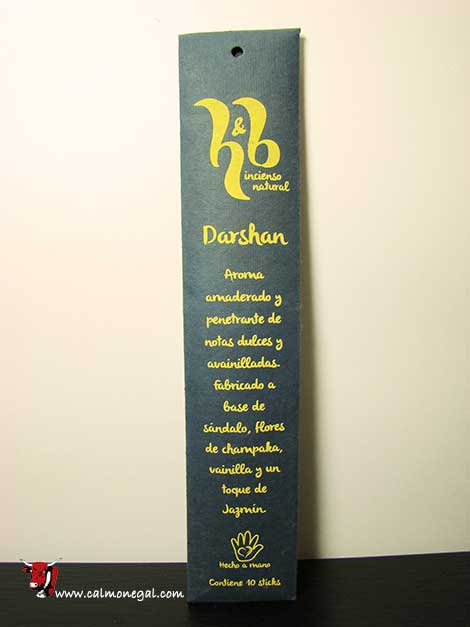 h&b
incienso
natural
Darshan
Aroma
amaderado y
penetrante de
notas dulces y
avainilladas.
Fabricado a
base de
sándalo, flores
de champaka,
vainilla y un
toque de
Jazmín.
Hecho a mano
Contiene 10 sticks
www.calmonegal.com